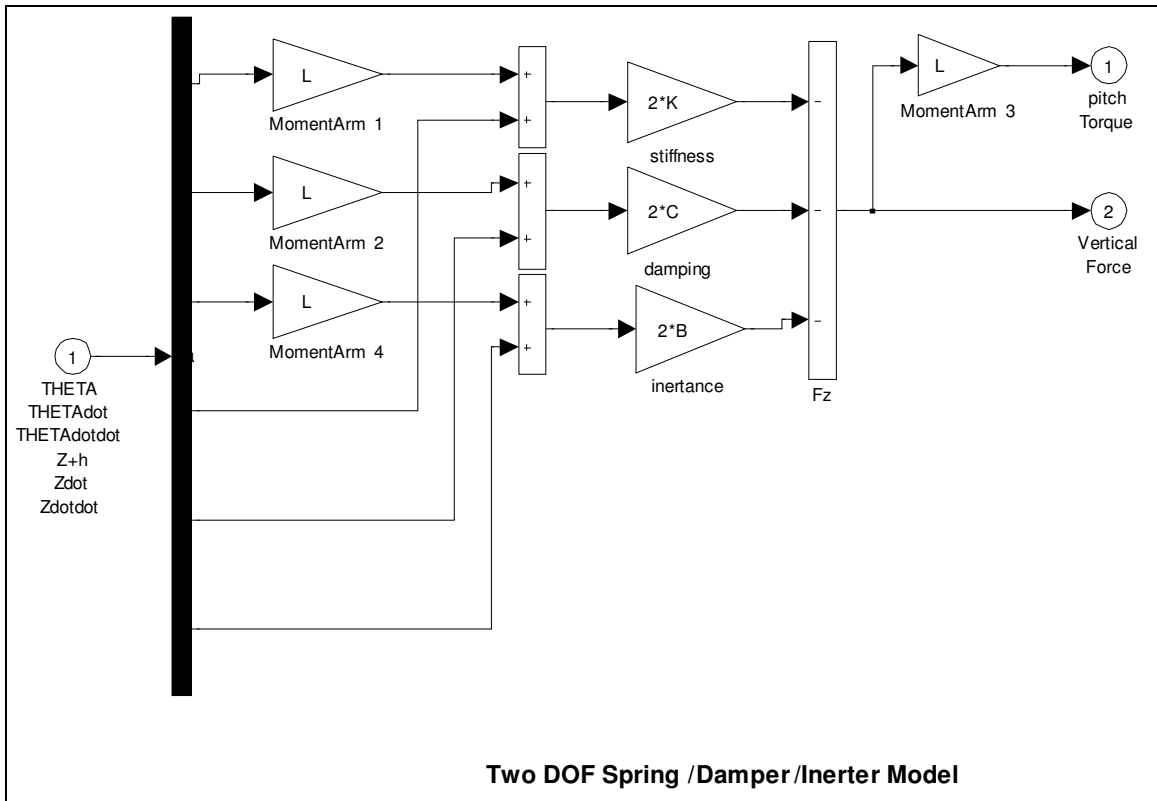 L
MomentArm 1
L
MomentArm 2
L
MomentArm 4
1
THETA
THETAdot
THETAdotdot
Z+h
Zdot
Zdotdot
+
+
+
+
+
+
2*K
stiffness
2*C
damping
2*B
inertance
-
-
-
Fz
L
MomentArm 3
1
pitch
Torque
2
Vertical
Force
Two DOF Spring /Damper /Inerter Model